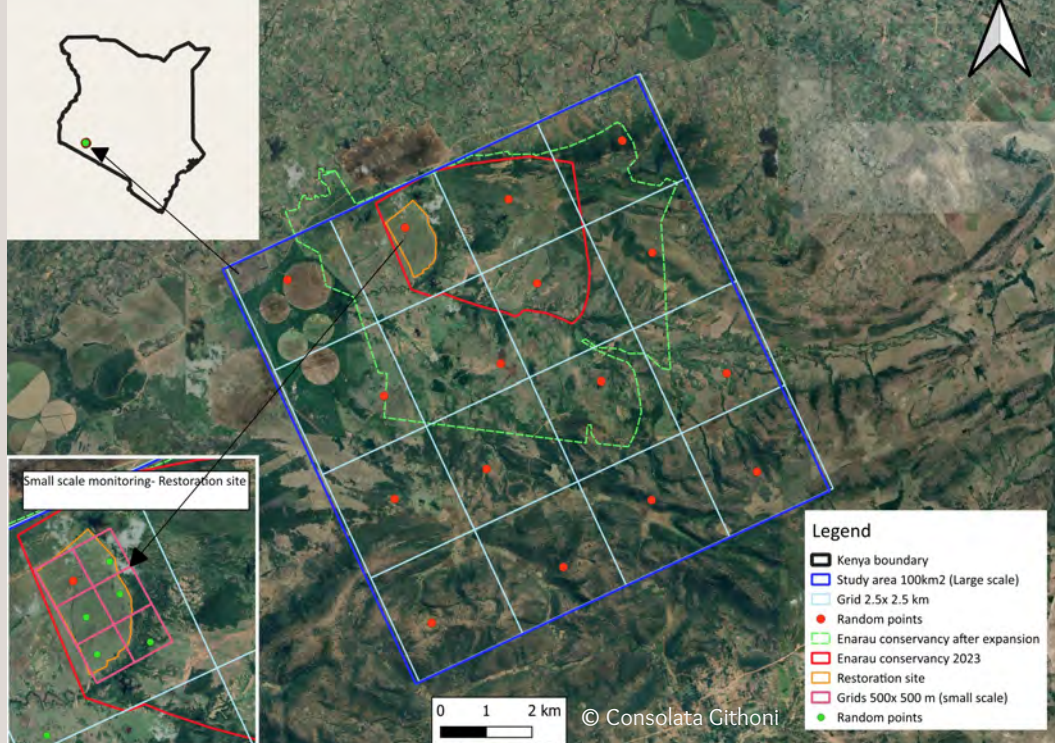 Small scale monitoring- Restoration site
Legend
Kenya boundary
Study area 100km2 (Large scale)
Grid 2.5x 2.5 km
Random points
Enarau conservancy after expansion
Enarau conservancy 2023
Restoration site
Grids 500x 500 m (small scale)
Random points
0 1 2 km
© Consolata Githoni